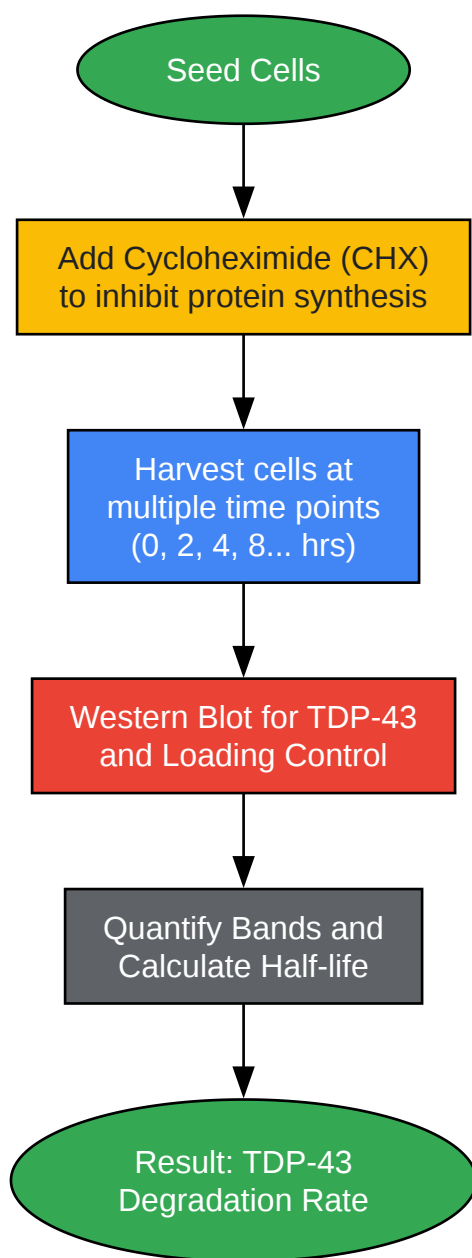 Seed Cells
Add Cycloheximide (CHX)
to inhibit protein synthesis
Harvest cells at
multiple time points
(0, 2, 4, 8... hrs)
Western Blot for TDP-43
and Loading Control
Quantify Bands and
Calculate Half-life
Result: TDP-43
Degradation Rate